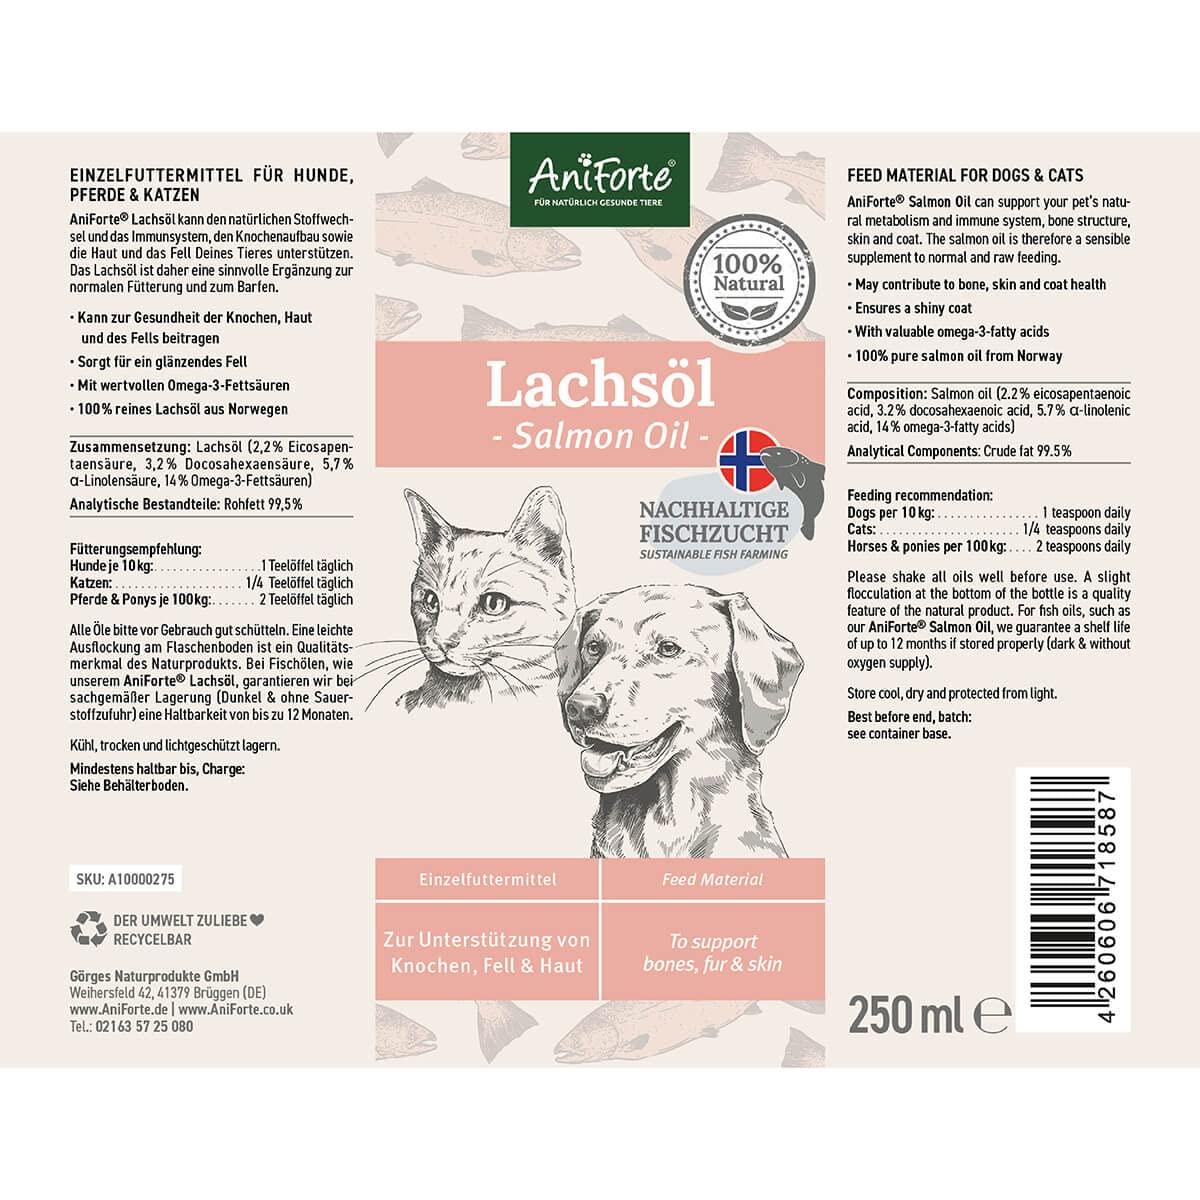 EINZELFUTTERMITTEL FÜR HUNDE,
PFERDE & KATZEN
AniForte® Lachsöl kann den natürlichen Stoffwech-
sel und das Immunsystem, den Knochenaufbau sowie
die Haut und das Fell Deines Tieres unterstützen.
Das Lachsöl ist daher eine sinnvolle Ergänzung zur
normalen Fütterung und zum Barfen.
• Kann zur Gesundheit der Knochen, Haut
und des Fells beitragen
• Sorgt für ein glänzendes Fell
• Mit wertvollen Omega-3-Fettsäuren
• 100% reines Lachsöl aus Norwegen
Zusammensetzung: Lachsöl (2,2% Eicosapen-
taensäure, 3,2% Docosahexaensäure, 5,7%
α-Linolensäure, 14% Omega-3-Fettsäuren)
Analytische Bestandteile: Rohfett 99,5%
Fütterungsempfehlung:
Hunde je 10 kg: . . . . . . . . . . . . . . . . 1 Teelöffel täglich
Katzen: . . . . . . . . . . . . . . . . . . . 1/4 Teelöffel täglich
Pferde & Ponys je 100kg: . . . . . . . 2 Teelöffel täglich
Alle Öle bitte vor Gebrauch gut schütteln. Eine leichte
Ausflockung am Flaschenboden ist ein Qualitäts-
merkmal des Naturprodukts. Bei Fischölen, wie
unserem AniForte® Lachsöl, garantieren wir bei
sachgemäßer Lagerung (Dunkel & ohne Sauer-
stoffzufuhr) eine Haltbarkeit von bis zu 12 Monaten.
Kühl, trocken und lichtgeschützt lagern.
Mindestens haltbar bis, Charge:
Siehe Behälterboden.
SKU: A10000275
DER UMWELT ZULIEBE ♥
RECYCELBAR
Görges Naturprodukte GmbH
Weihersfeld 42, 41379 Brüggen (DE)
www.AniForte.de | www.AniForte.co.uk
Tel.: 02163 57 25 080
AniForte®
FÜR NATÜRLICH GESUNDE TIERE
100%
Natural
Lachsöl
- Salmon Oil -
NACHHALTIGE
FISCHZUCHT
SUSTAINABLE FISH FARMING
Einzelfuttermittel
Feed Material
Zur Unterstützung von
Knochen, Fell & Haut
To support
bones, fur & skin
FEED MATERIAL FOR DOGS & CATS
AniForte® Salmon Oil can support your pet's natu-
ral metabolism and immune system, bone structure,
skin and coat. The salmon oil is therefore a sensible
supplement to normal and raw feeding.
• May contribute to bone, skin and coat health
• Ensures a shiny coat
• With valuable omega-3-fatty acids
• 100% pure salmon oil from Norway
Composition: Salmon oil (2.2% eicosapentaenoic
acid, 3.2% docosahexaenoic acid, 5.7% α-linolenic
acid, 14% omega-3-fatty acids)
Analytical Components: Crude fat 99.5%
Feeding recommendation:
Dogs per 10 kg: . . . . . . . . . . . . . . . . 1 teaspoon daily
Cats: . . . . . . . . . . . . . . . . . . . . . . 1/4 teaspoons daily
Horses & ponies per 100 kg: . . . . 2 teaspoons daily
Please shake all oils well before use. A slight
flocculation at the bottom of the bottle is a quality
feature of the natural product. For fish oils, such as
our AniForte® Salmon Oil, we guarantee a shelf life
of up to 12 months if stored properly (dark & without
oxygen supply).
Store cool, dry and protected from light.
Best before end, batch:
see container base.
250 ml ℮
4 260606 718587